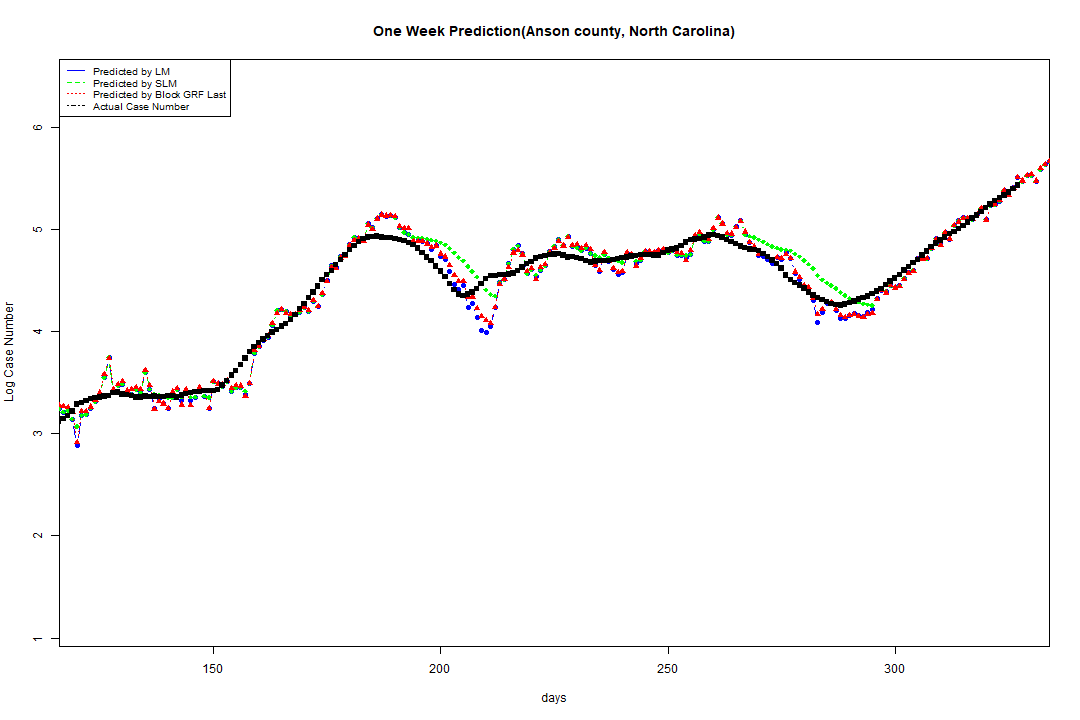 One Week Prediction(Anson county, North Carolina)
Predicted by LM
Predicted by SLM
Predicted by Block GRF Last
Actual Case Number
6
5
4
3
2
1
Log Case Number
150 200 250 300
days